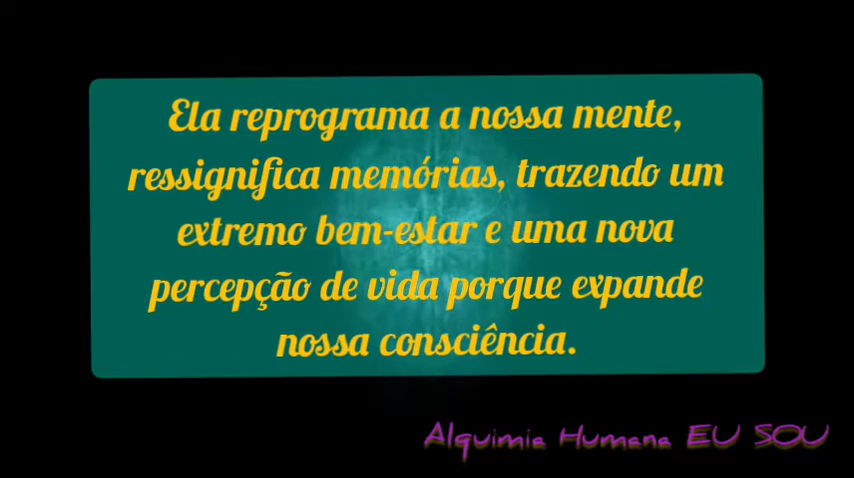 Ela reprograma a nossa mente,
ressignifica memórias, trazendo um
extremo bem-estar e uma nova
percepção de vida porque expande
nossa consciência.
Alquimia Humana EU SOU